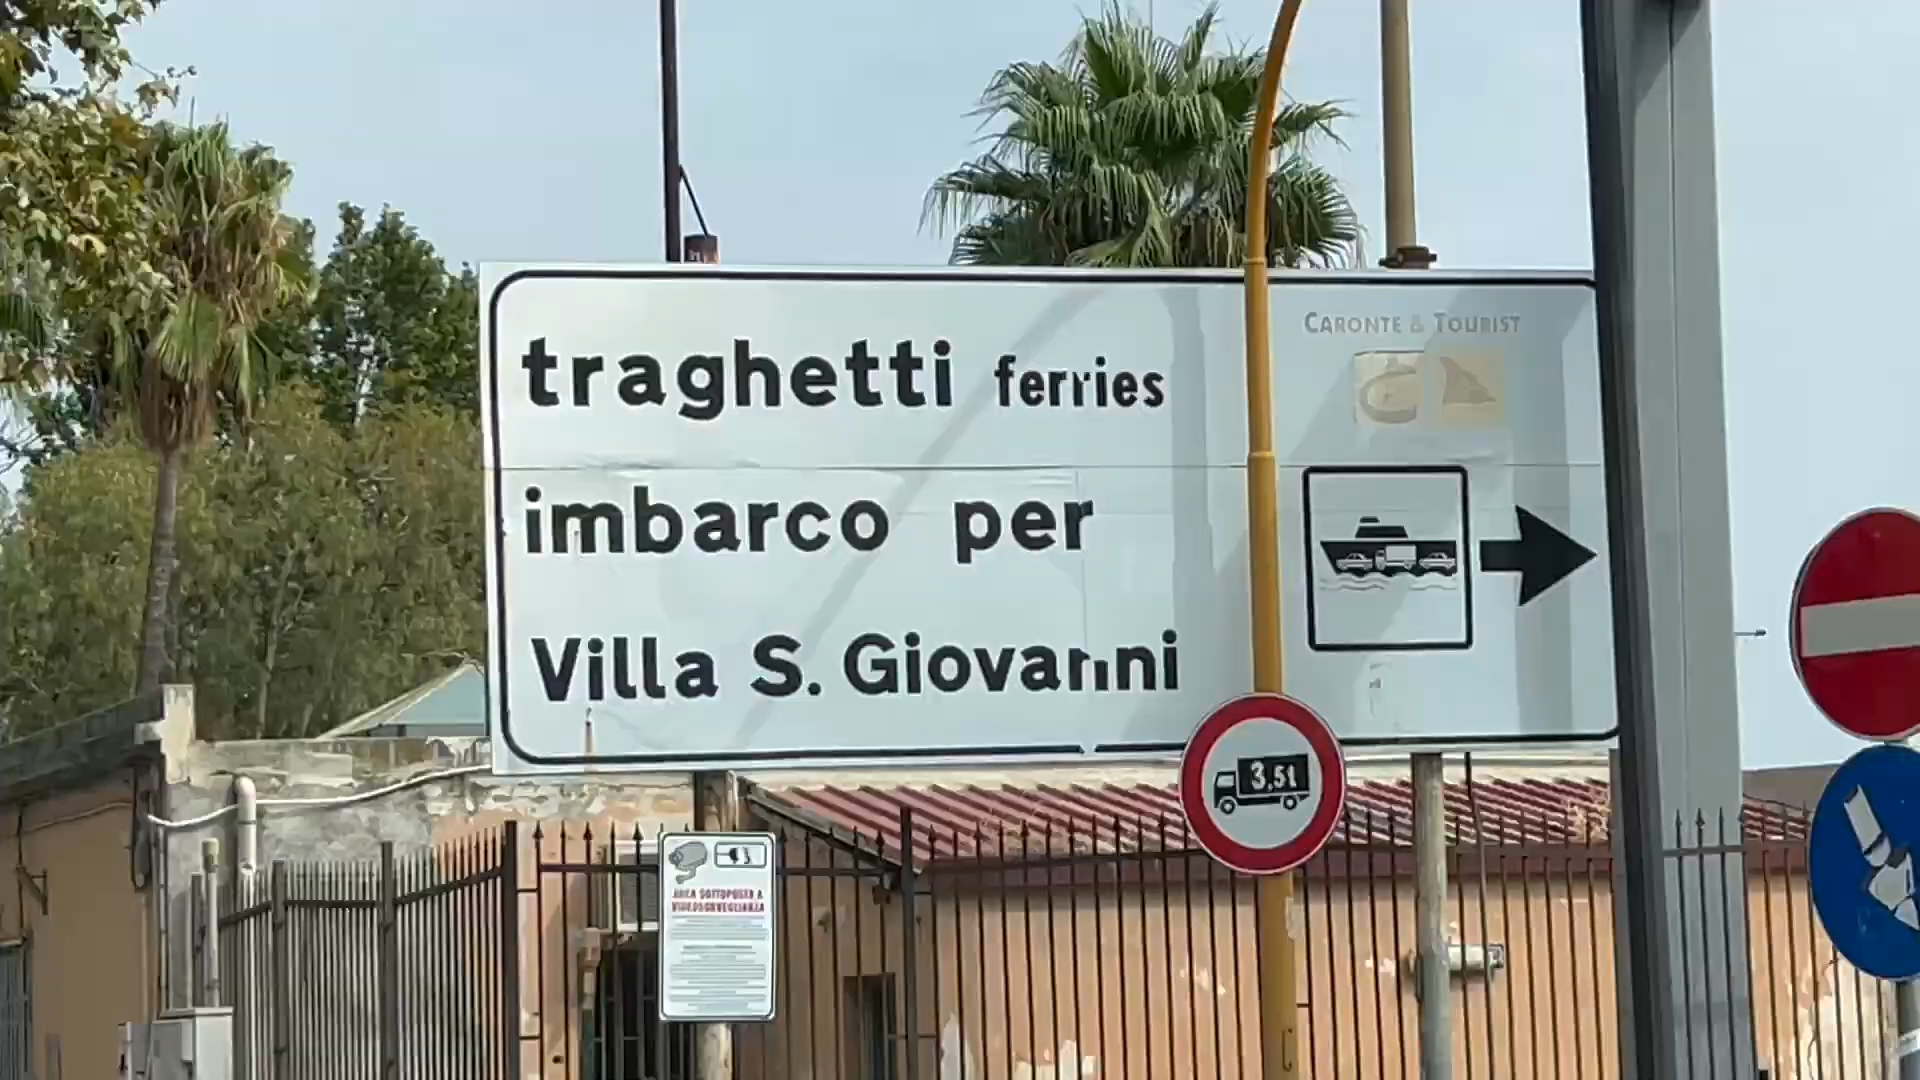 traghetti ferries
CARONTE & TOURIST
imbarco per
Villa S. Giovanni
3,5t
AREA SOTTOPOSTA A
VIDEOSORVEGLIANZA